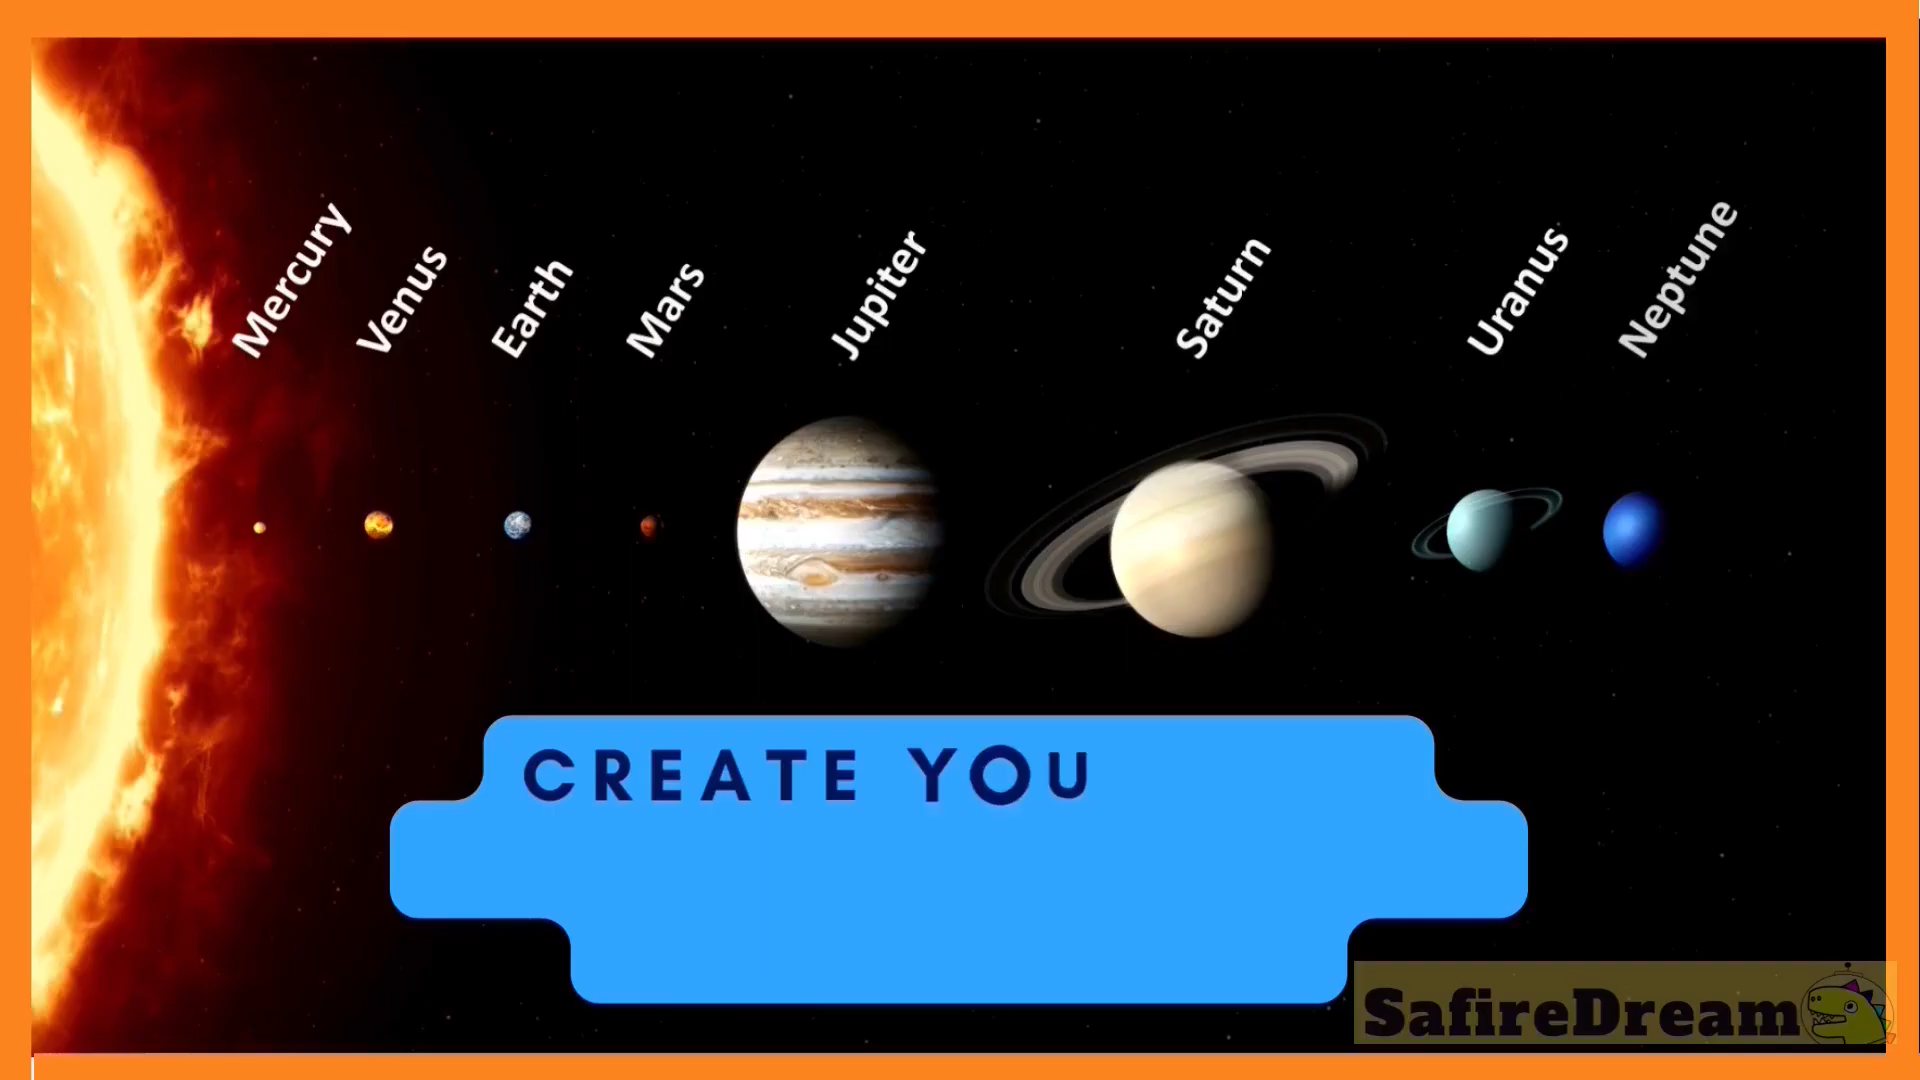 Mercury
Venus
Earth
Mars
Jupiter
Saturn
Uranus
Neptune
CREATE YOU
SafireDream